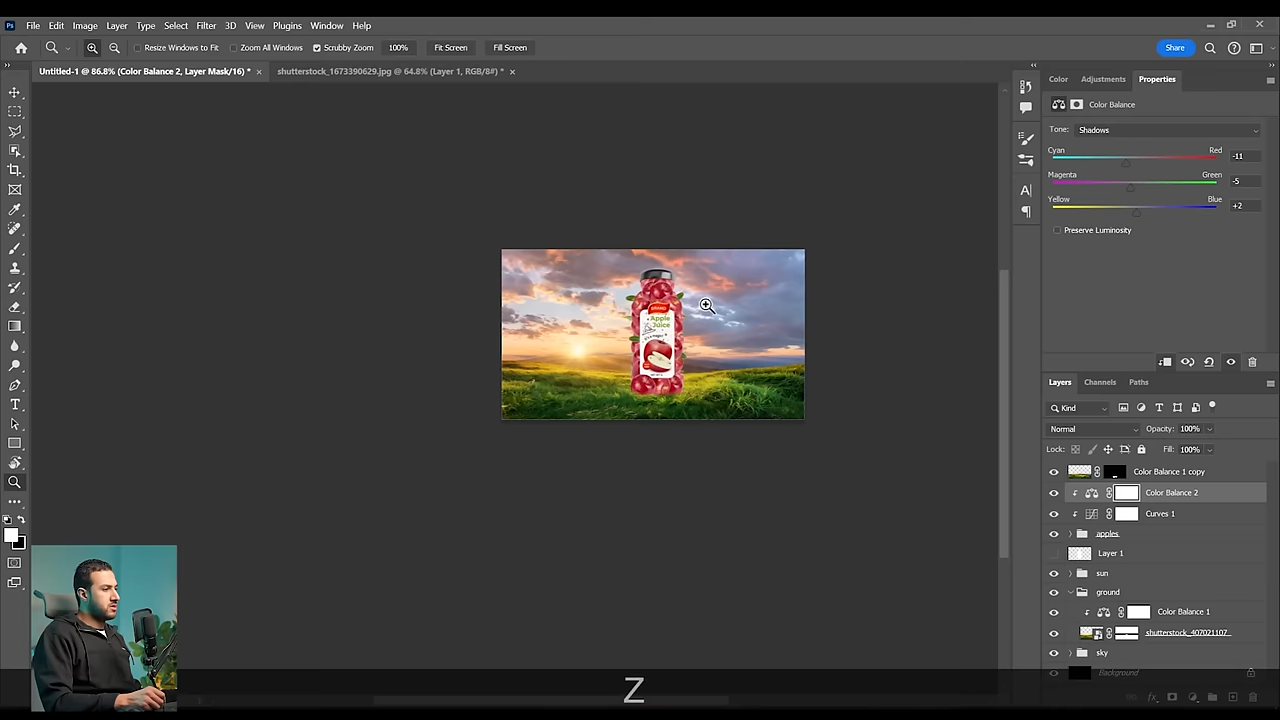 Ps File Edit Image Layer Type Select Filter 3D View Plugins Window Help
Resize Windows to Fit Zoom All Windows Scrubby Zoom 100% Fit Screen Fill Screen Share
Untitled-1 @ 86.8% (Color Balance 2, Layer Mask/16) * × shutterstock_1673390629.jpg @ 64.8% (Layer 1, RGB/8#) * ×
Color Adjustments Properties
Color Balance
Tone: Shadows
Cyan Red -11
Magenta Green -5
Yellow Blue +2
Preserve Luminosity
BRAND
Apple
Juice
Layers Channels Paths
Kind
Normal Opacity: 100%
Lock: Fill: 100%
Color Balance 1 copy
Color Balance 2
Curves 1
apples
Layer 1
sun
ground
Color Balance 1
shutterstock_407021107...
sky
Background
Z